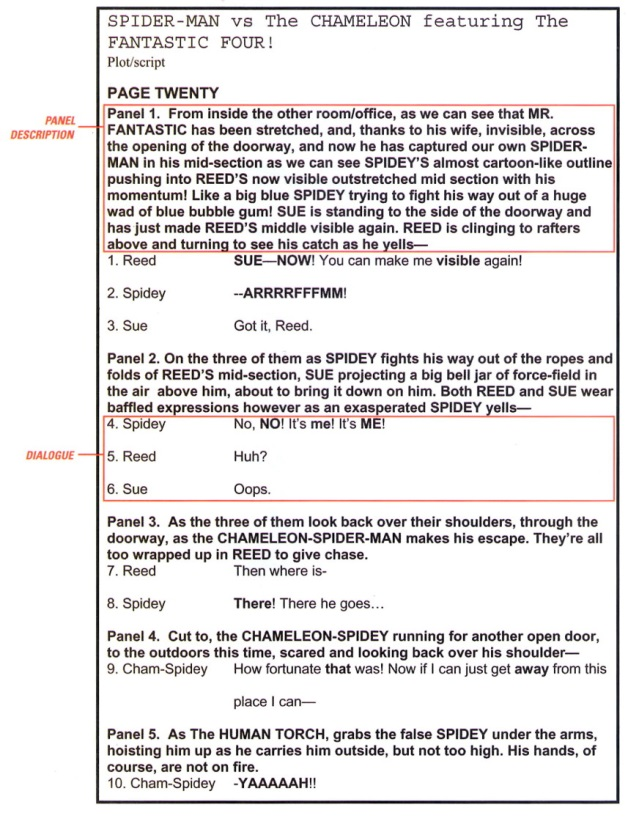 SPIDER-MAN vs The CHAMELEON featuring The
FANTASTIC FOUR!
Plot/script
PAGE TWENTY
PANEL
DESCRIPTION
Panel 1. From inside the other room/office, as we can see that MR.
FANTASTIC has been stretched, and, thanks to his wife, invisible, across
the opening of the doorway, and now he has captured our own SPIDER-
MAN in his mid-section as we can see SPIDEY'S almost cartoon-like outline
pushing into REED'S now visible outstretched mid section with his
momentum! Like a big blue SPIDEY trying to fight his way out of a huge
wad of blue bubble gum! SUE is standing to the side of the doorway and
has just made REED'S middle visible again. REED is clinging to rafters
above and turning to see his catch as he yells—
1. Reed SUE—NOW! You can make me visible again!
2. Spidey --ARRRRFFFMM!
3. Sue Got it, Reed.
Panel 2. On the three of them as SPIDEY fights his way out of the ropes and
folds of REED'S mid-section, SUE projecting a big bell jar of force-field in
the air above him, about to bring it down on him. Both REED and SUE wear
baffled expressions however as an exasperated SPIDEY yells—
DIALOGUE
4. Spidey No, NO! It's me! It's ME!
5. Reed Huh?
6. Sue Oops.
Panel 3. As the three of them look back over their shoulders, through the
doorway, as the CHAMELEON-SPIDER-MAN makes his escape. They're all
too wrapped up in REED to give chase.
7. Reed Then where is-
8. Spidey There! There he goes…
Panel 4. Cut to, the CHAMELEON-SPIDEY running for another open door,
to the outdoors this time, scared and looking back over his shoulder—
9. Cham-Spidey How fortunate that was! Now if I can just get away from this
place I can—
Panel 5. As The HUMAN TORCH, grabs the false SPIDEY under the arms,
hoisting him up as he carries him outside, but not too high. His hands, of
course, are not on fire.
10. Cham-Spidey -YAAAAAH!!